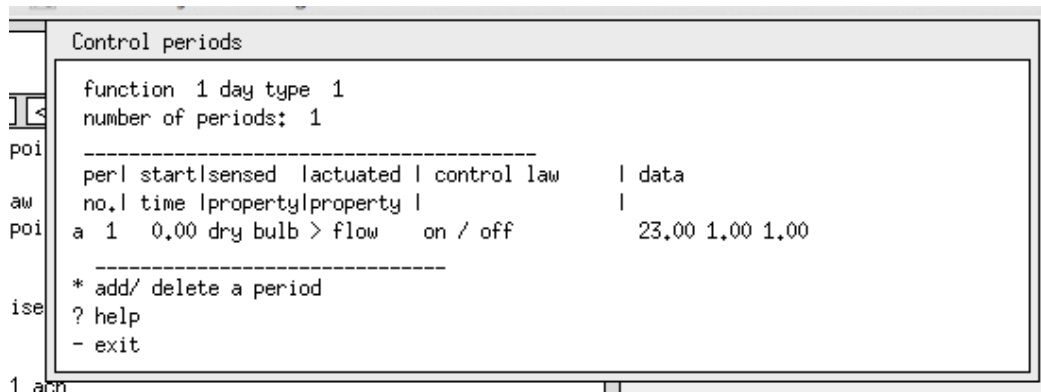 Control periods
function 1 day type 1
number of periods: 1
per| start|sensed |actuated | control law | data
no.| time |property|property | |
a 1 0.00 dry bulb > flow on / off 23.00 1.00 1.00
* add/ delete a period
? help
- exit
<
poi
aw
poi
ise
1 ach